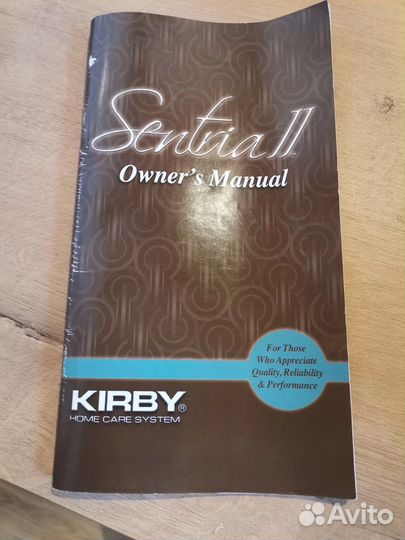 Sentria II
Owner's Manual
For Those
Who Appreciate
Quality, Reliability
& Performance
KIRBY®
HOME CARE SYSTEM
Avito